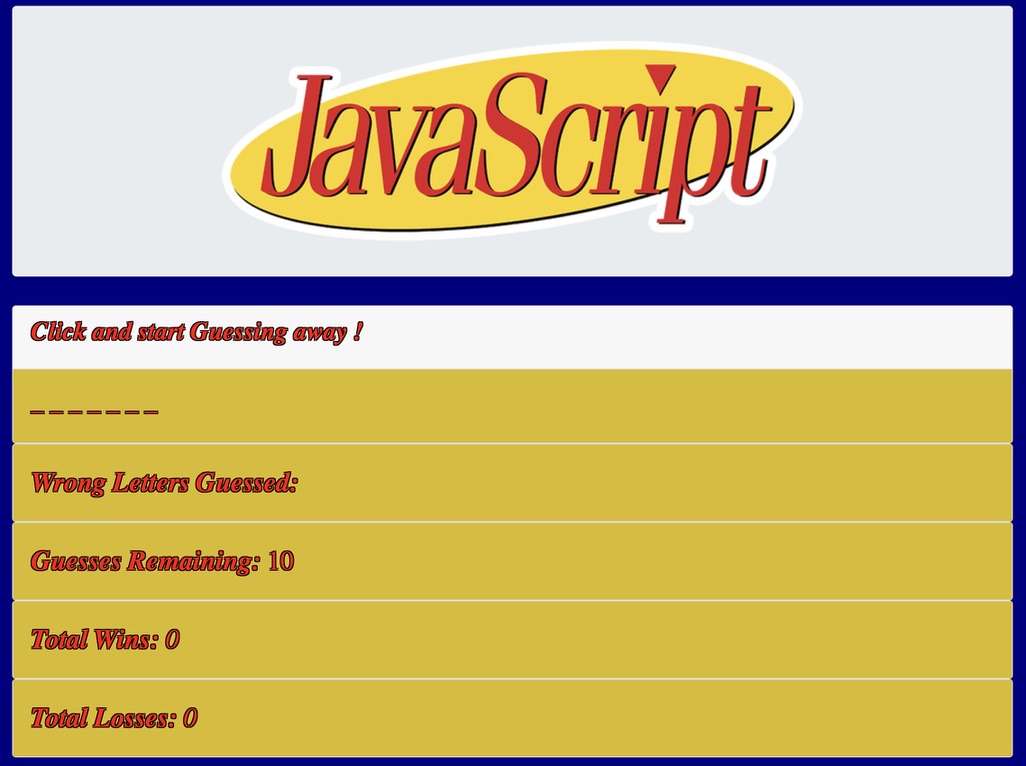 JavaScript
Click and start Guessing away !
_ _ _ _ _ _ _
Wrong Letters Guessed:
Guesses Remaining: 10
Total Wins: 0
Total Losses: 0